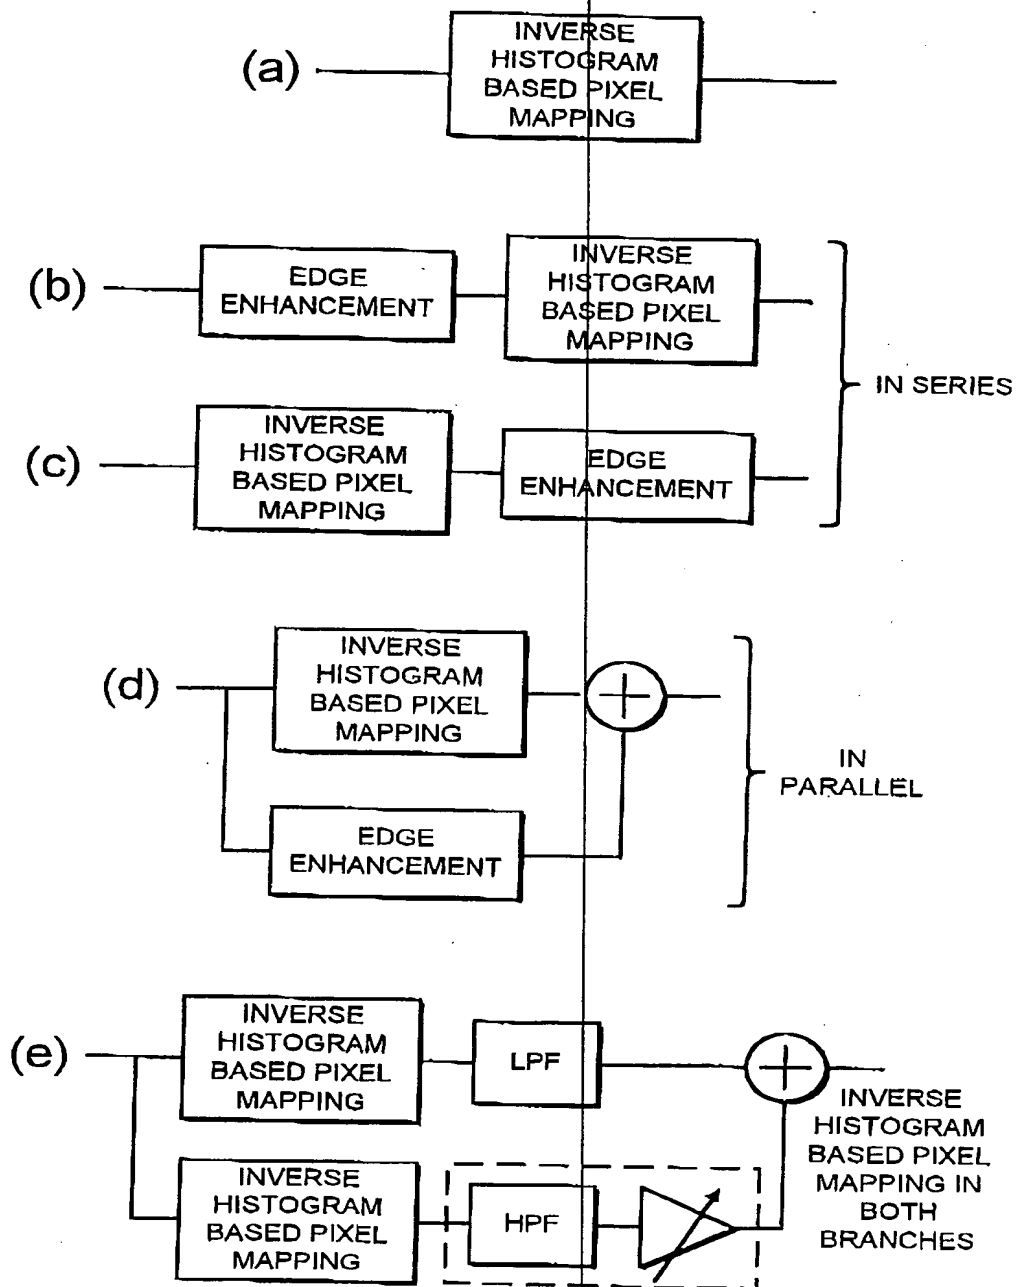 (a)
INVERSE
HISTOGRAM
BASED PIXEL
MAPPING
(b)
EDGE
ENHANCEMENT
INVERSE
HISTOGRAM
BASED PIXEL
MAPPING
(c)
INVERSE
HISTOGRAM
BASED PIXEL
MAPPING
EDGE
ENHANCEMENT
IN SERIES
(d)
INVERSE
HISTOGRAM
BASED PIXEL
MAPPING
EDGE
ENHANCEMENT
IN
PARALLEL
(e)
INVERSE
HISTOGRAM
BASED PIXEL
MAPPING
LPF
INVERSE
HISTOGRAM
BASED PIXEL
MAPPING
HPF
INVERSE
HISTOGRAM
BASED PIXEL
MAPPING IN
BOTH
BRANCHES